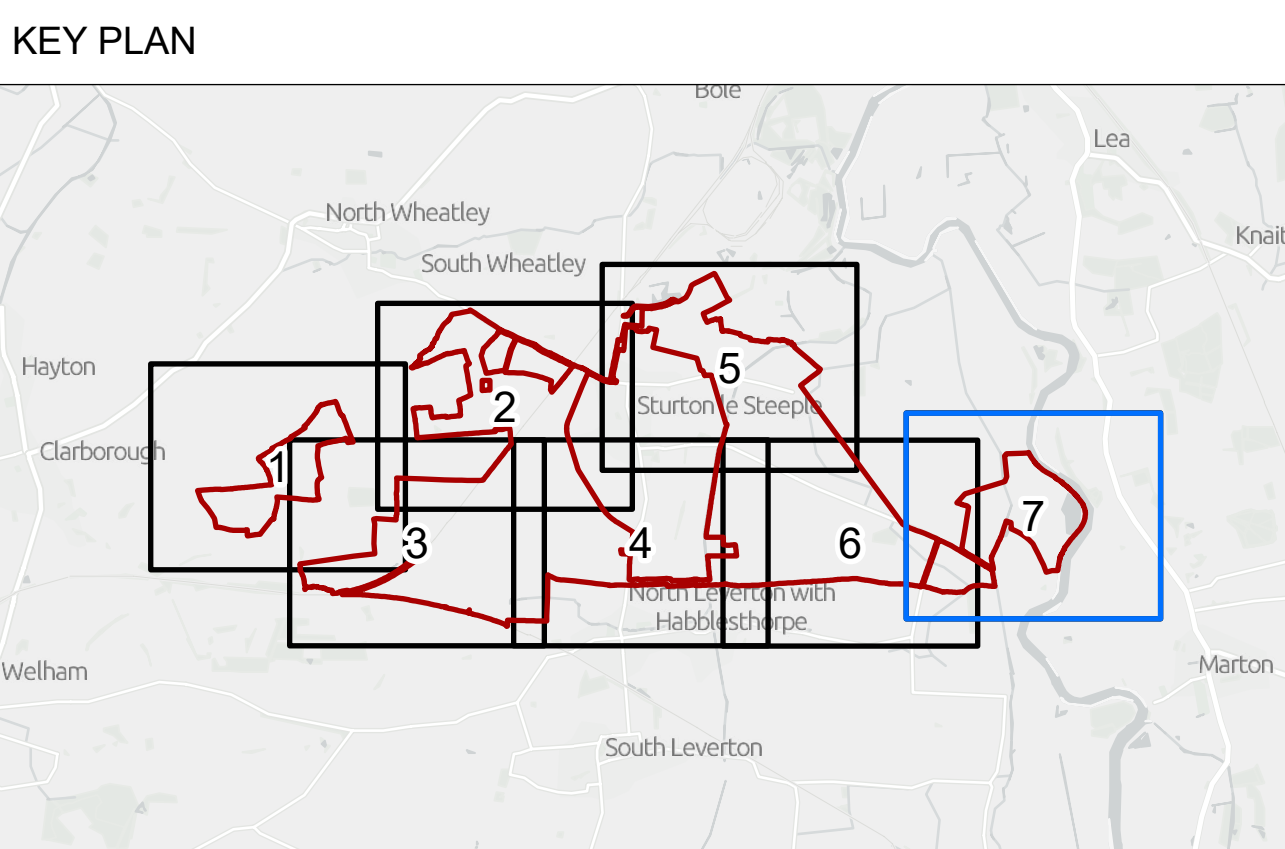 KEY PLAN
Bole
Lea
North Wheatley
Knait
South Wheatley
Hayton
5
Sturton le Steeple
2
Clarborough
1
7
3
4
6
North Leverton with
Habblesthorpe
Welham
Marton
South Leverton